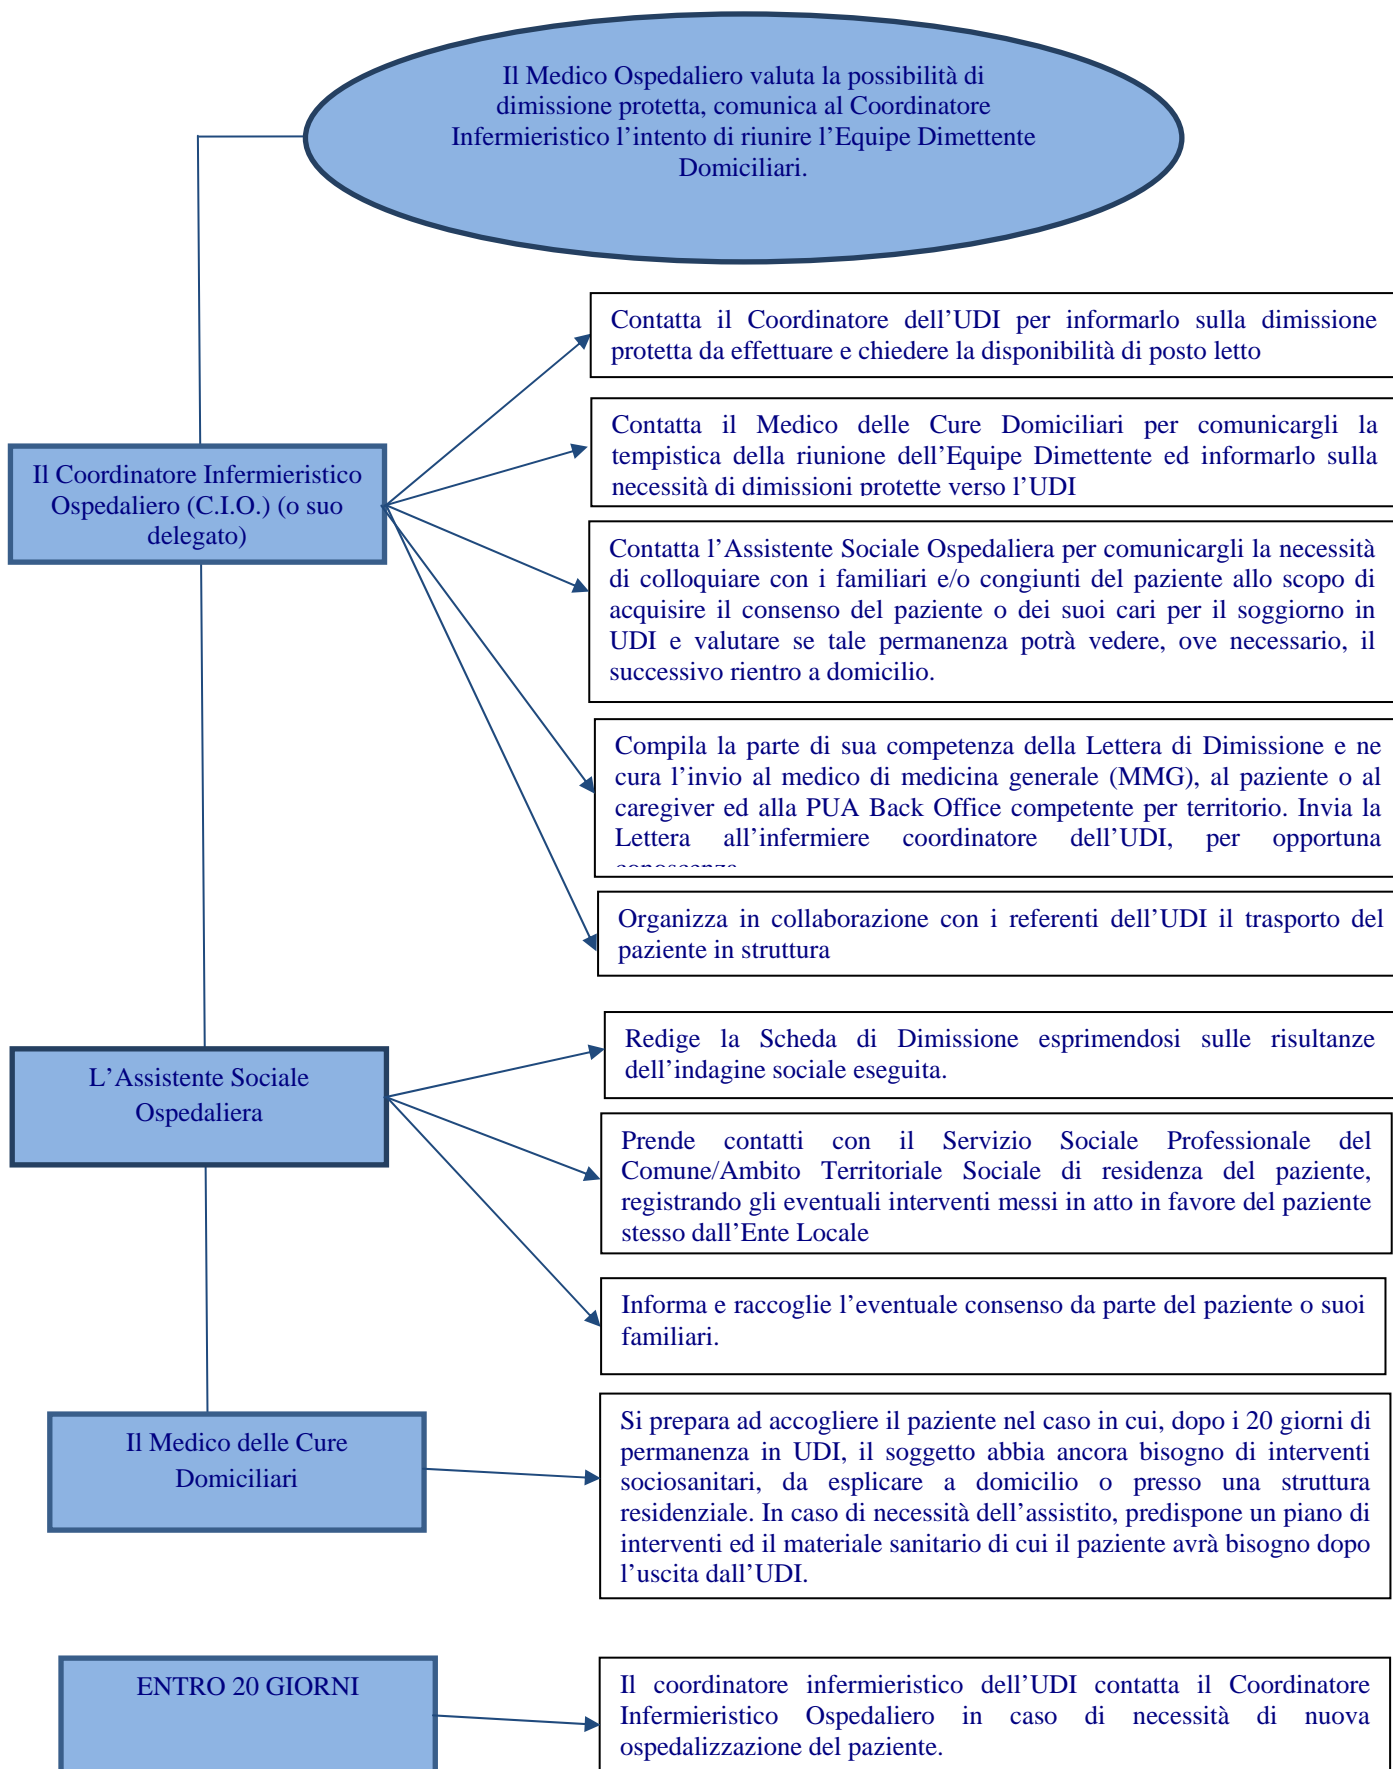 Il Medico Ospedaliero valuta la possibilità di
dimissione protetta, comunica al Coordinatore
Infermieristico l’intento di riunire l’Equipe Dimettente
Domiciliari.
Contatta il Coordinatore dell’UDI per informarlo sulla dimissione
protetta da effettuare e chiedere la disponibilità di posto letto
Contatta il Medico delle Cure Domiciliari per comunicargli la
tempistica della riunione dell’Equipe Dimettente ed informarlo sulla
necessità di dimissioni protette verso l’UDI
Il Coordinatore Infermieristico
Ospedaliero (C.I.O.) (o suo
delegato)
Contatta l’Assistente Sociale Ospedaliera per comunicargli la necessità
di colloquiare con i familiari e/o congiunti del paziente allo scopo di
acquisire il consenso del paziente o dei suoi cari per il soggiorno in
UDI e valutare se tale permanenza potrà vedere, ove necessario, il
successivo rientro a domicilio.
Compila la parte di sua competenza della Lettera di Dimissione e ne
cura l’invio al medico di medicina generale (MMG), al paziente o al
caregiver ed alla PUA Back Office competente per territorio. Invia la
Lettera all’infermiere coordinatore dell’UDI, per opportuna
conoscenza
Organizza in collaborazione con i referenti dell’UDI il trasporto del
paziente in struttura
Redige la Scheda di Dimissione esprimendosi sulle risultanze
dell’indagine sociale eseguita.
L’Assistente Sociale
Ospedaliera
Prende contatti con il Servizio Sociale Professionale del
Comune/Ambito Territoriale Sociale di residenza del paziente,
registrando gli eventuali interventi messi in atto in favore del paziente
stesso dall’Ente Locale
Informa e raccoglie l’eventuale consenso da parte del paziente o suoi
familiari.
Il Medico delle Cure
Domiciliari
Si prepara ad accogliere il paziente nel caso in cui, dopo i 20 giorni di
permanenza in UDI, il soggetto abbia ancora bisogno di interventi
sociosanitari, da esplicare a domicilio o presso una struttura
residenziale. In caso di necessità dell’assistito, predispone un piano di
interventi ed il materiale sanitario di cui il paziente avrà bisogno dopo
l’uscita dall’UDI.
ENTRO 20 GIORNI
Il coordinatore infermieristico dell’UDI contatta il Coordinatore
Infermieristico Ospedaliero in caso di necessità di nuova
ospedalizzazione del paziente.